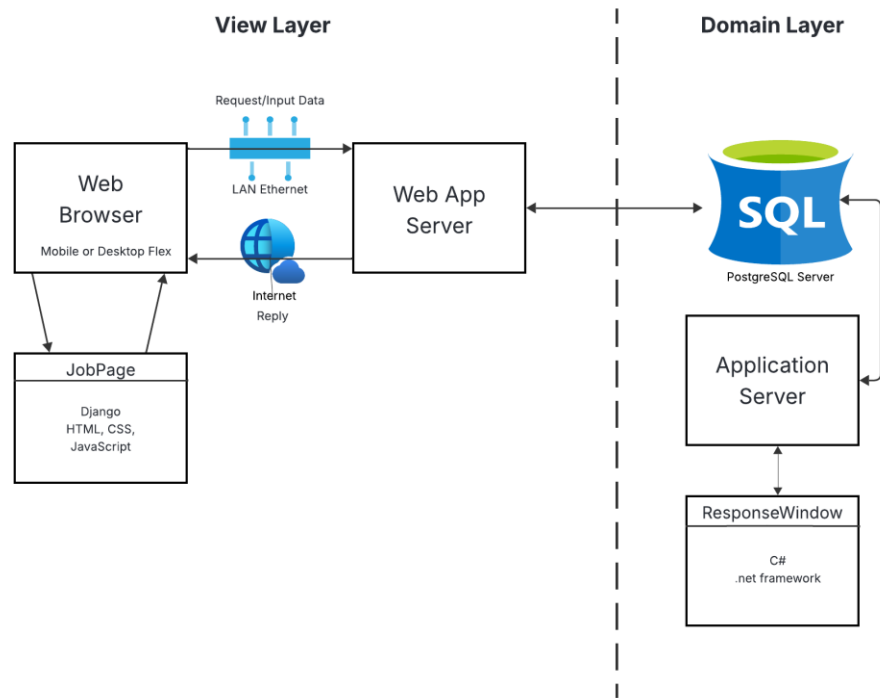 View Layer
Domain Layer
Request/Input Data
LAN Ethernet
Web
Browser
Mobile or Desktop Flex
Web App
Server
Internet
Reply
SQL
PostgreSQL Server
JobPage
Django
HTML, CSS,
JavaScript
Application
Server
ResponseWindow
C#
.net framework